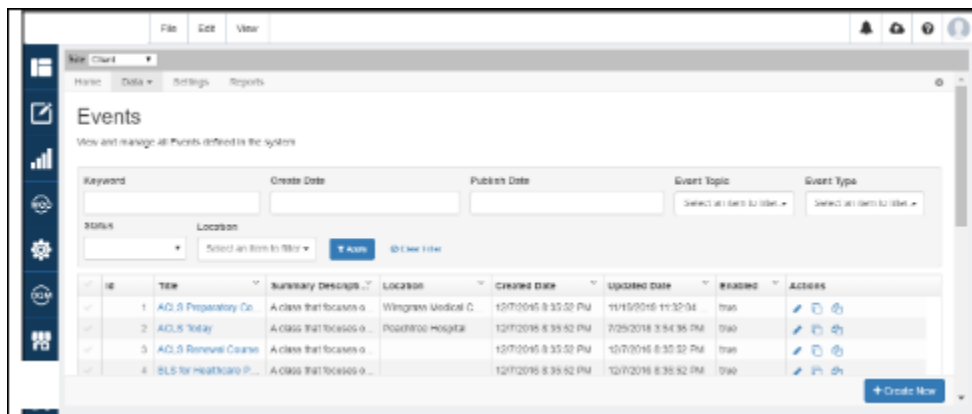 File Edit View
Site Client
Home Data Settings Reports
Events
View and manage all Events defined in the system
Keyword Create Date Publish Date Event Topic Event Type
Select an item to filter Select an item to filter
Status Location
Select an item to filter Apply Clear Filter
Id Title Summary Descripti... Location Created Date Updated Date Enabled Actions
1 ACLS Preparatory Co... A class that focuses o... Wiregrass Medical C... 12/7/2016 8:35:52 PM 11/15/2016 11:32:04 true
2 ACLS Today A class that focuses o... Peachtree Hospital 12/7/2016 8:35:52 PM 7/25/2018 3:54:36 PM true
3 ACLS Renewal Course A class that focuses o... 12/7/2016 8:35:52 PM 12/7/2016 8:35:52 PM true
4 BLS for Healthcare P... A class that focuses o... 12/7/2016 8:35:52 PM 12/7/2016 8:35:52 PM true
Create New